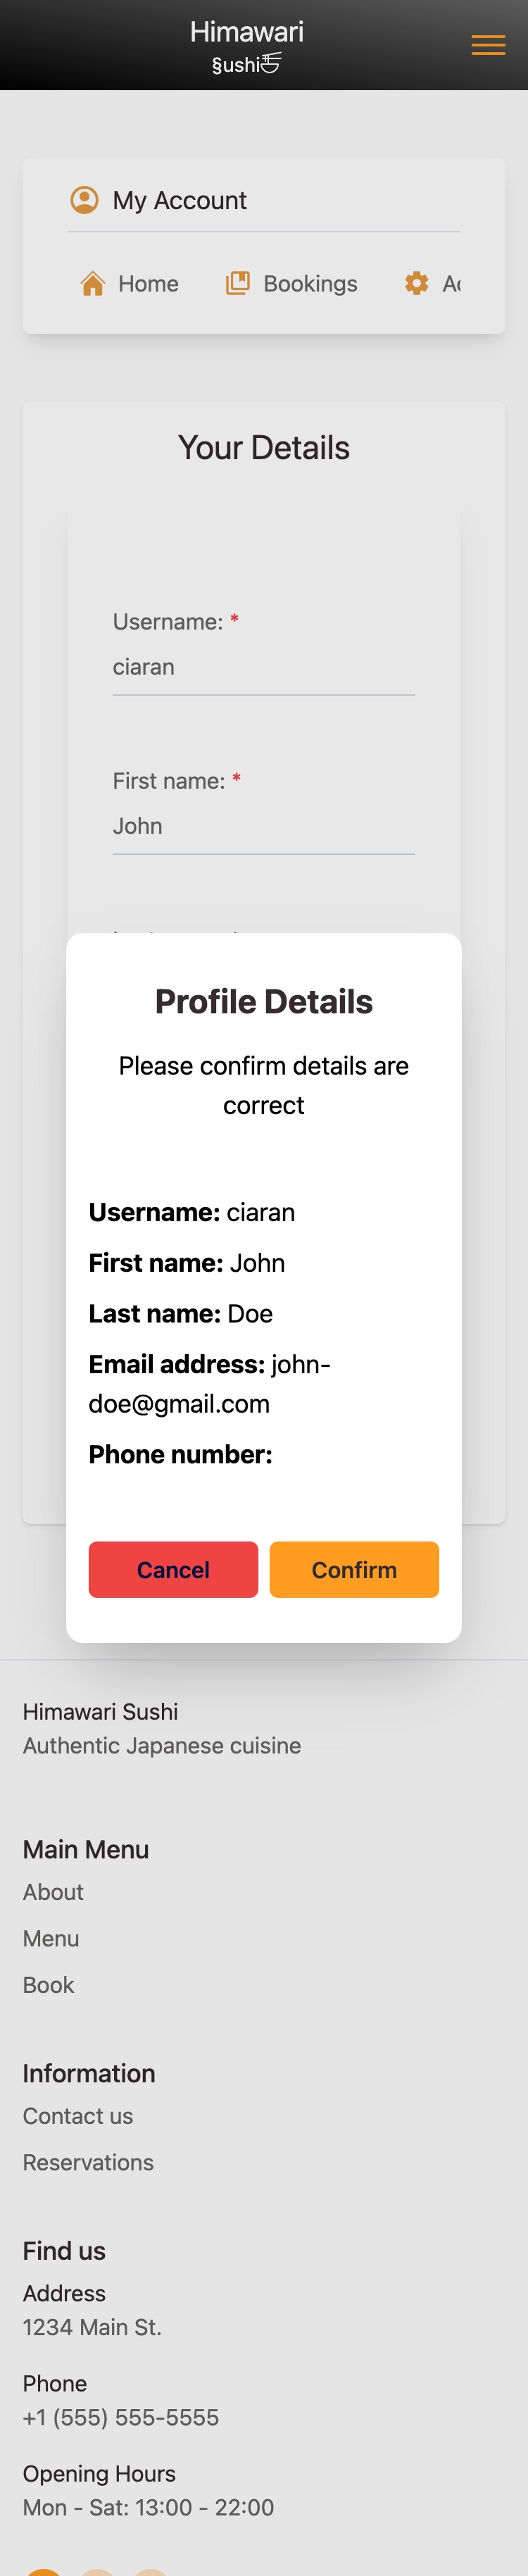 Himawari
§ushi
My Account
Home Bookings Ac
Your Details
Username: *
ciaran
First name: *
John
Profile Details
Please confirm details are
correct
Username: ciaran
First name: John
Last name: Doe
Email address: john-
doe@gmail.com
Phone number:
Cancel Confirm
Himawari Sushi
Authentic Japanese cuisine
Main Menu
About
Menu
Book
Information
Contact us
Reservations
Find us
Address
1234 Main St.
Phone
+1 (555) 555-5555
Opening Hours
Mon - Sat: 13:00 - 22:00